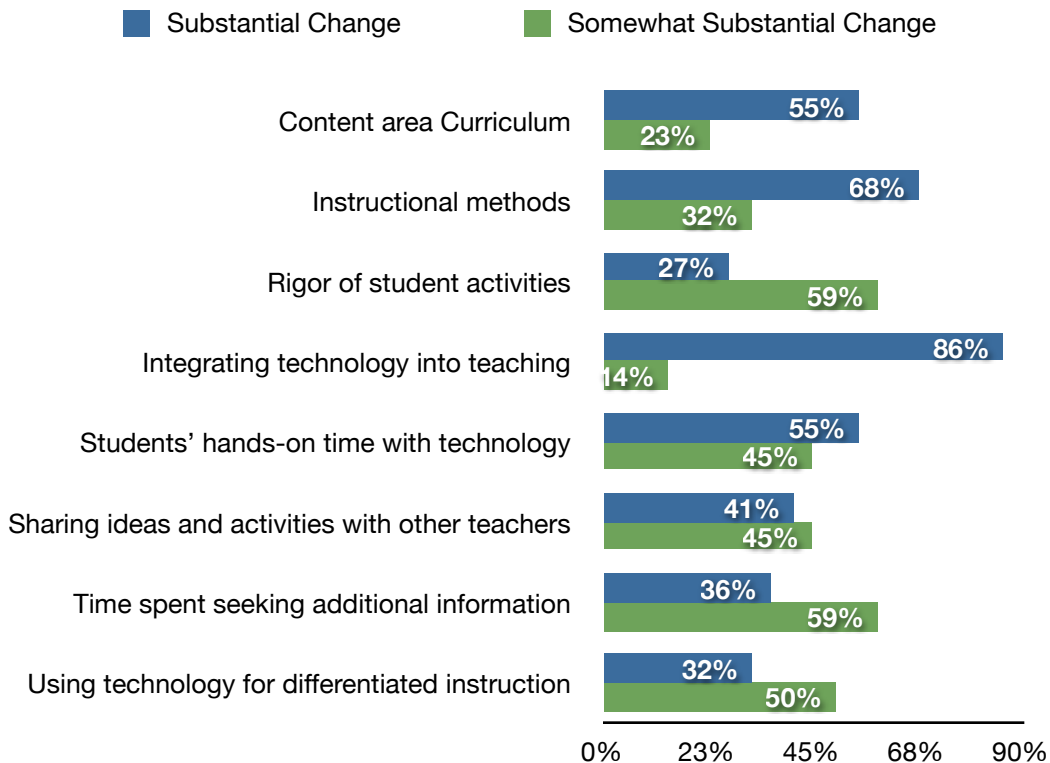 Substantial Change Somewhat Substantial Change
Content area Curriculum 55%
23%
Instructional methods 68%
32%
Rigor of student activities 27%
59%
Integrating technology into teaching 86%
14%
Students’ hands-on time with technology 55%
45%
Sharing ideas and activities with other teachers 41%
45%
Time spent seeking additional information 36%
59%
Using technology for differentiated instruction 32%
50%
0% 23% 45% 68% 90%